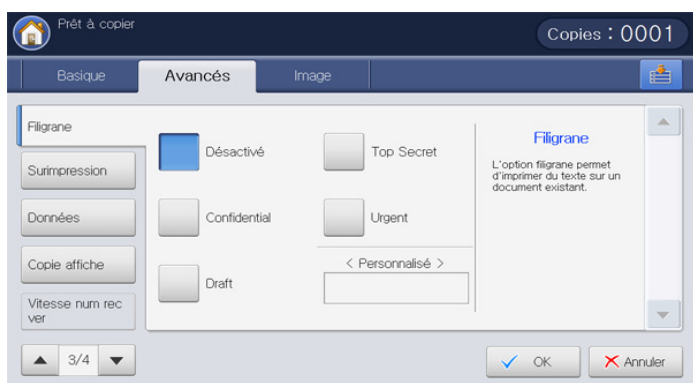 Prêt à copier
Copies : 0001
Basique
Avancés
Image
Filigrane
Surimpression
Données
Copie affiche
Vitesse num rec
ver
3/4
Désactivé
Top Secret
Confidential
Urgent
Draft
< Personnalisé >
Filigrane
L'option filigrane permet
d'imprimer du texte sur un
document existant.
OK
Annuler